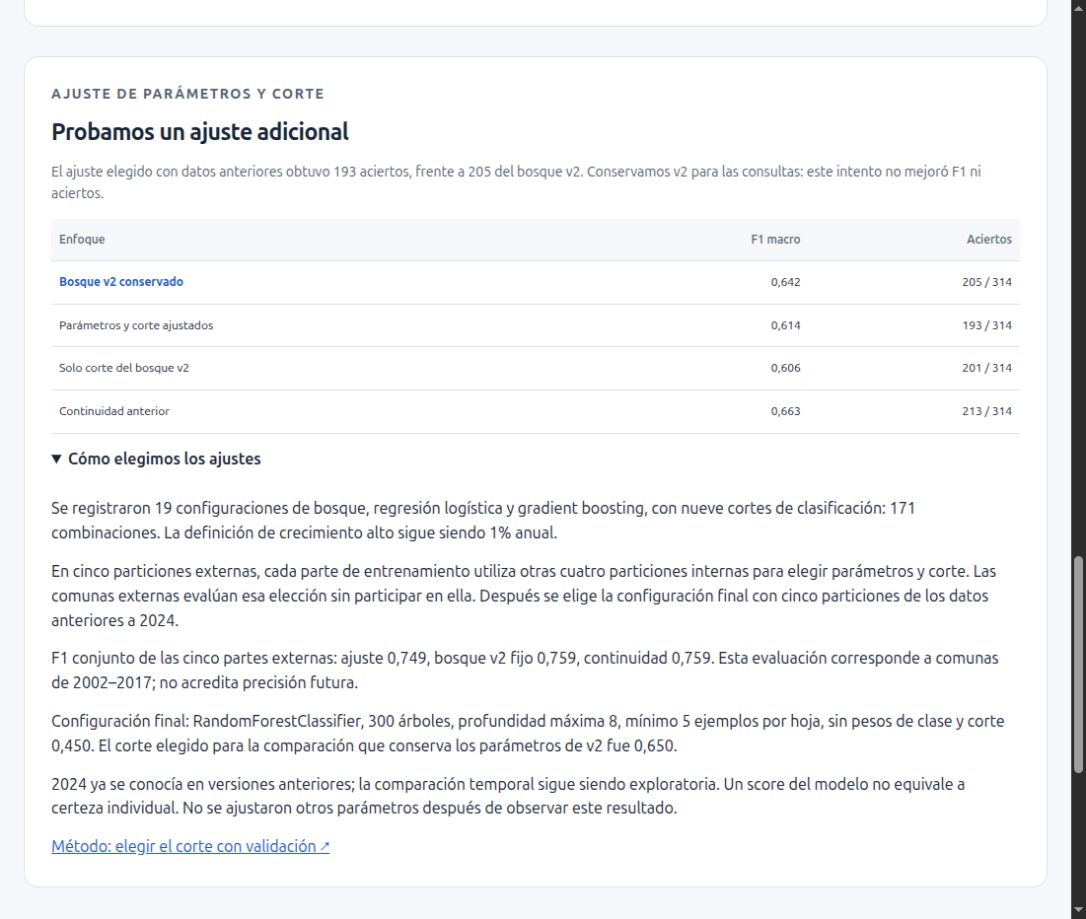 AJUSTE DE PARÁMETROS Y CORTE
Probamos un ajuste adicional
El ajuste elegido con datos anteriores obtuvo 193 aciertos, frente a 205 del bosque v2. Conservamos v2 para las consultas: este intento no mejoró F1 ni
aciertos.
Enfoque F1 macro Aciertos
Bosque v2 conservado 0,642 205 / 314
Parámetros y corte ajustados 0,614 193 / 314
Solo corte del bosque v2 0,606 201 / 314
Continuidad anterior 0,663 213 / 314
▼ Cómo elegimos los ajustes
Se registraron 19 configuraciones de bosque, regresión logística y gradient boosting, con nueve cortes de clasificación: 171
combinaciones. La definición de crecimiento alto sigue siendo 1% anual.
En cinco particiones externas, cada parte de entrenamiento utiliza otras cuatro particiones internas para elegir parámetros y corte. Las
comunas externas evalúan esa elección sin participar en ella. Después se elige la configuración final con cinco particiones de los datos
anteriores a 2024.
F1 conjunto de las cinco partes externas: ajuste 0,749, bosque v2 fijo 0,759, continuidad 0,759. Esta evaluación corresponde a comunas
de 2002–2017; no acredita precisión futura.
Configuración final: RandomForestClassifier, 300 árboles, profundidad máxima 8, mínimo 5 ejemplos por hoja, sin pesos de clase y corte
0,450. El corte elegido para la comparación que conserva los parámetros de v2 fue 0,650.
2024 ya se conocía en versiones anteriores; la comparación temporal sigue siendo exploratoria. Un score del modelo no equivale a
certeza individual. No se ajustaron otros parámetros después de observar este resultado.
Método: elegir el corte con validación ↗